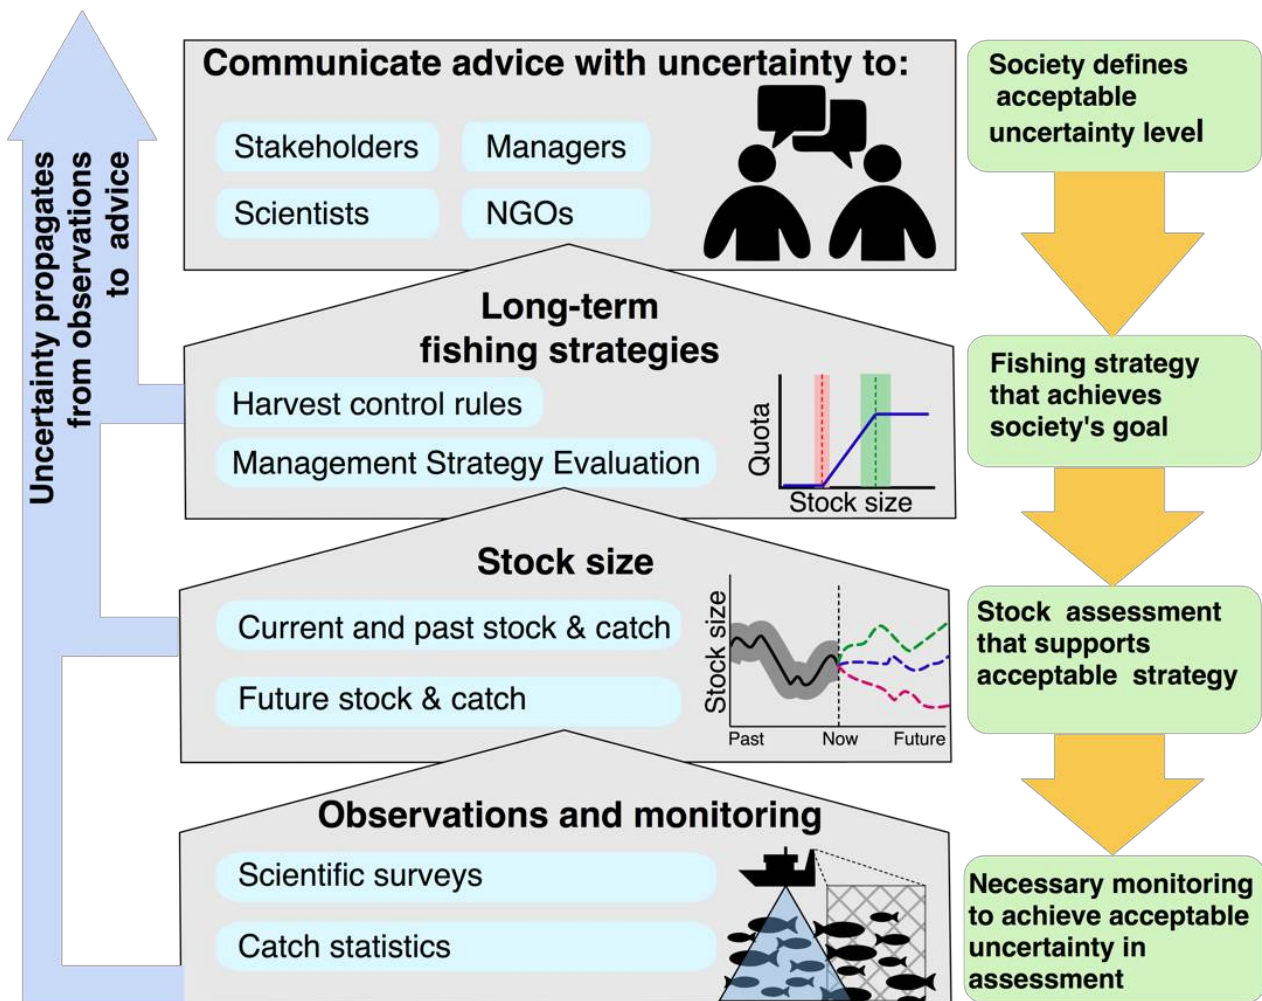 Uncertainty propagates
from observations
to advice
Communicate advice with uncertainty to:
Stakeholders
Managers
Scientists
NGOs
Long-term
fishing strategies
Harvest control rules
Management Strategy Evaluation
Quota
Stock size
Stock size
Current and past stock & catch
Future stock & catch
Stock size
Past
Now
Future
Observations and monitoring
Scientific surveys
Catch statistics
Society defines
acceptable
uncertainty level
Fishing strategy
that achieves
society's goal
Stock assessment
that supports
acceptable strategy
Necessary monitoring
to achieve acceptable
uncertainty in
assessment